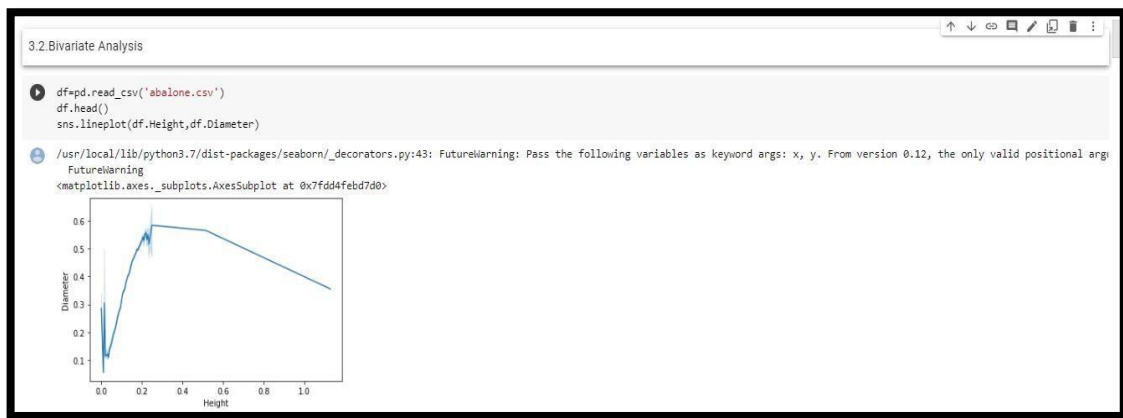 3.2.Bivariate Analysis
df=pd.read_csv('abalone.csv')
df.head()
sns.lineplot(df.Height,df.Diameter)
/usr/local/lib/python3.7/dist-packages/seaborn/_decorators.py:43: FutureWarning: Pass the following variables as keyword args: x, y. From version 0.12, the only valid positional argu
FutureWarning
<matplotlib.axes._subplots.AxesSubplot at 0x7fdd4febd7d0>
0.6
0.5
0.4
0.3
0.2
0.1
Diameter
0.0 0.2 0.4 0.6 0.8 1.0
Height